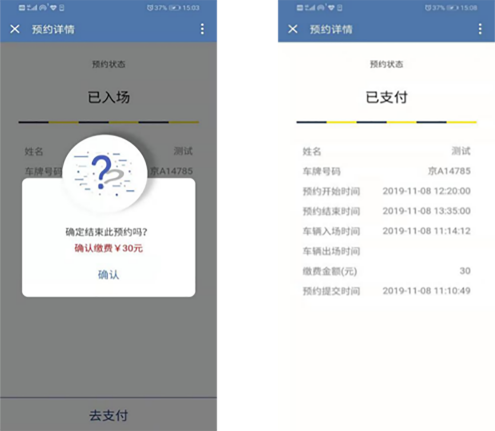 37% 15:03
预约详情
预约状态
已入场
姓名 测试
车牌号码 京A14785
确定结束此预约吗?
确认缴费￥30元
确认
去支付
37% 15:08
预约详情
预约状态
已支付
姓名 测试
车牌号码 京A14785
预约开始时间 2019-11-08 12:20:00
预约结束时间 2019-11-08 13:35:00
车辆入场时间 2019-11-08 11:14:12
车辆出场时间
缴费金额(元) 30
预约提交时间 2019-11-08 11:10:49